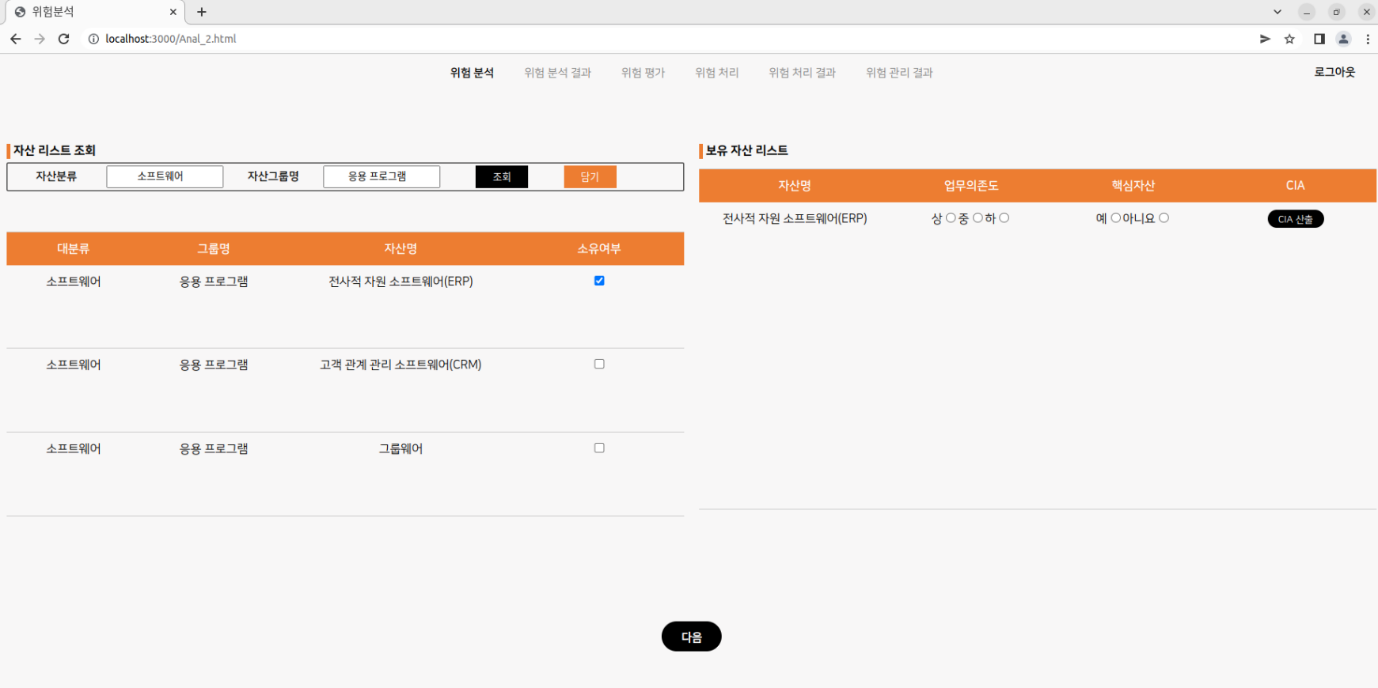 위험분석
localhost:3000/Anal_2.html
위험 분석 위험 분석 결과 위험 평가 위험 처리 위험 처리 결과 위험 관리 결과 로그아웃
자산 리스트 조회
자산분류 소프트웨어 자산그룹명 응용 프로그램 조회 담기
대분류 그룹명 자산명 소유여부
소프트웨어 응용 프로그램 전사적 자원 소프트웨어(ERP)
소프트웨어 응용 프로그램 고객 관계 관리 소프트웨어(CRM)
소프트웨어 응용 프로그램 그룹웨어
보유 자산 리스트
자산명 업무의존도 핵심자산 CIA
전사적 자원 소프트웨어(ERP) 상 중 하 예 아니요 CIA 산출
다음